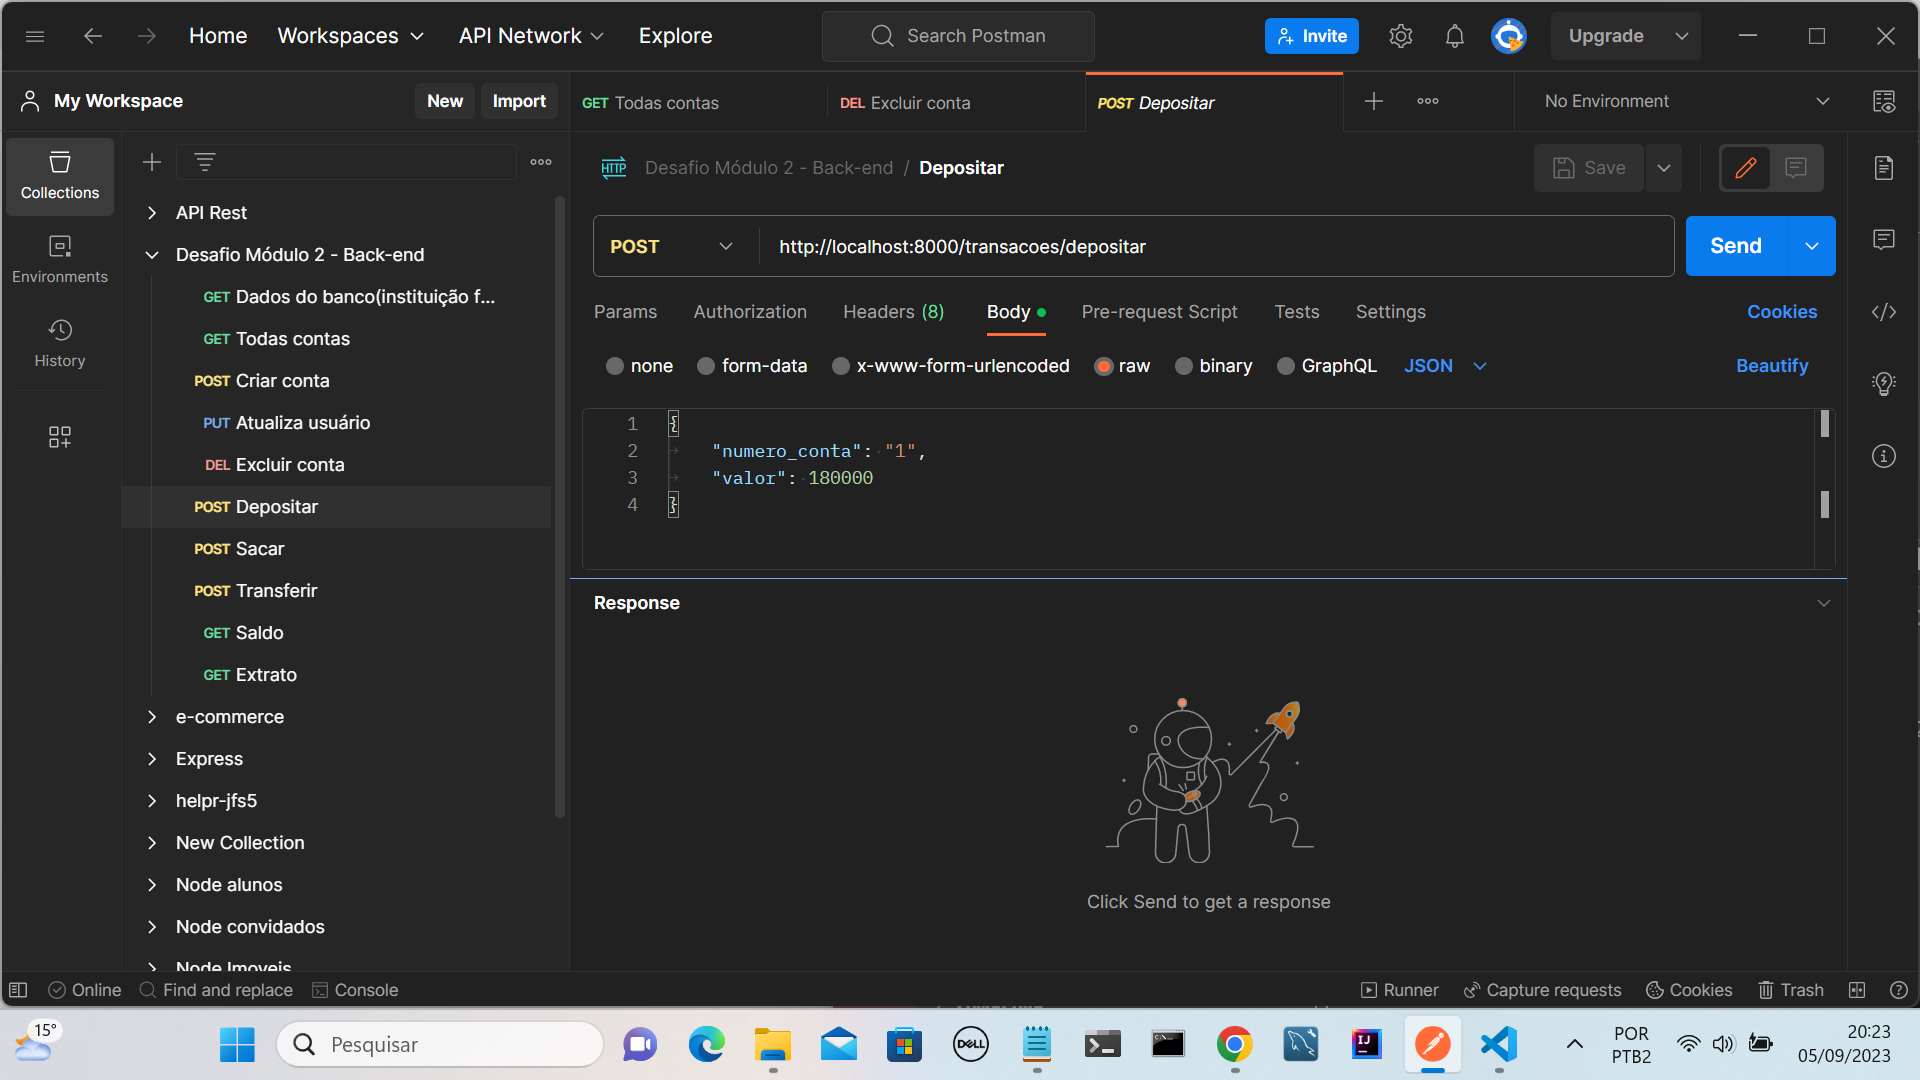 Home
Workspaces
API Network
Explore
Search Postman
Invite
Upgrade
My Workspace
New
Import
GET Todas contas
DEL Excluir conta
POST Depositar
No Environment
Collections
Environments
History
API Rest
Desafio Módulo 2 - Back-end
GET Dados do banco(instituição f...
GET Todas contas
POST Criar conta
PUT Atualiza usuário
DEL Excluir conta
POST Depositar
POST Sacar
POST Transferir
GET Saldo
GET Extrato
e-commerce
Express
helpr-jfs5
New Collection
Node alunos
Node convidados
Node Imoveis
HTTP
Desafio Módulo 2 - Back-end / Depositar
Save
POST
http://localhost:8000/transacoes/depositar
Send
Params
Authorization
Headers (8)
Body
Pre-request Script
Tests
Settings
Cookies
none
form-data
x-www-form-urlencoded
raw
binary
GraphQL
JSON
Beautify
1 {
2 "numero_conta": "1",
3 "valor": 180000
4 }
Response
Click Send to get a response
Online
Find and replace
Console
Runner
Capture requests
Cookies
Trash
15°
Pesquisar
DELL
IJ
POR
PTB2
20:23
05/09/2023